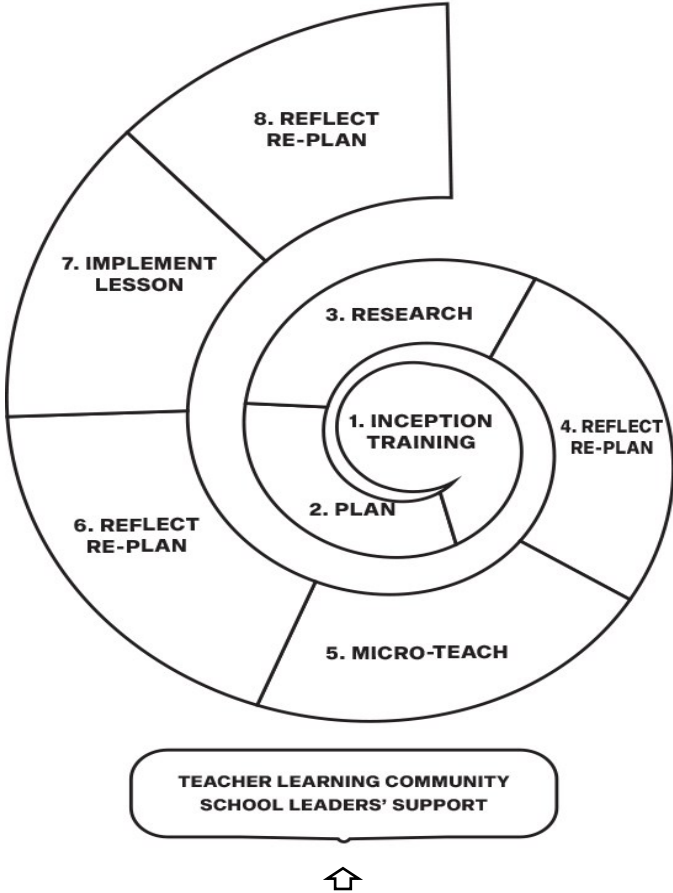 1. INCEPTION
TRAINING
2. PLAN
3. RESEARCH
4. REFLECT
RE-PLAN
5. MICRO-TEACH
6. REFLECT
RE-PLAN
7. IMPLEMENT
LESSON
8. REFLECT
RE-PLAN
TEACHER LEARNING COMMUNITY
SCHOOL LEADERS’ SUPPORT